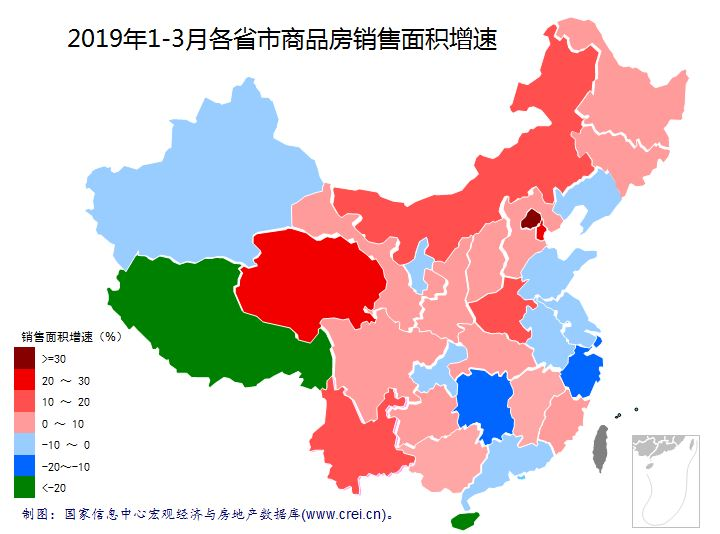 2019年1-3月各省市商品房销售面积增速
销售面积增速（%）
>=30
20 ～ 30
10 ～ 20
0 ～ 10
-10 ～ 0
-20～-10
<-20
制图：国家信息中心宏观经济与房地产数据库(www.crei.cn)。